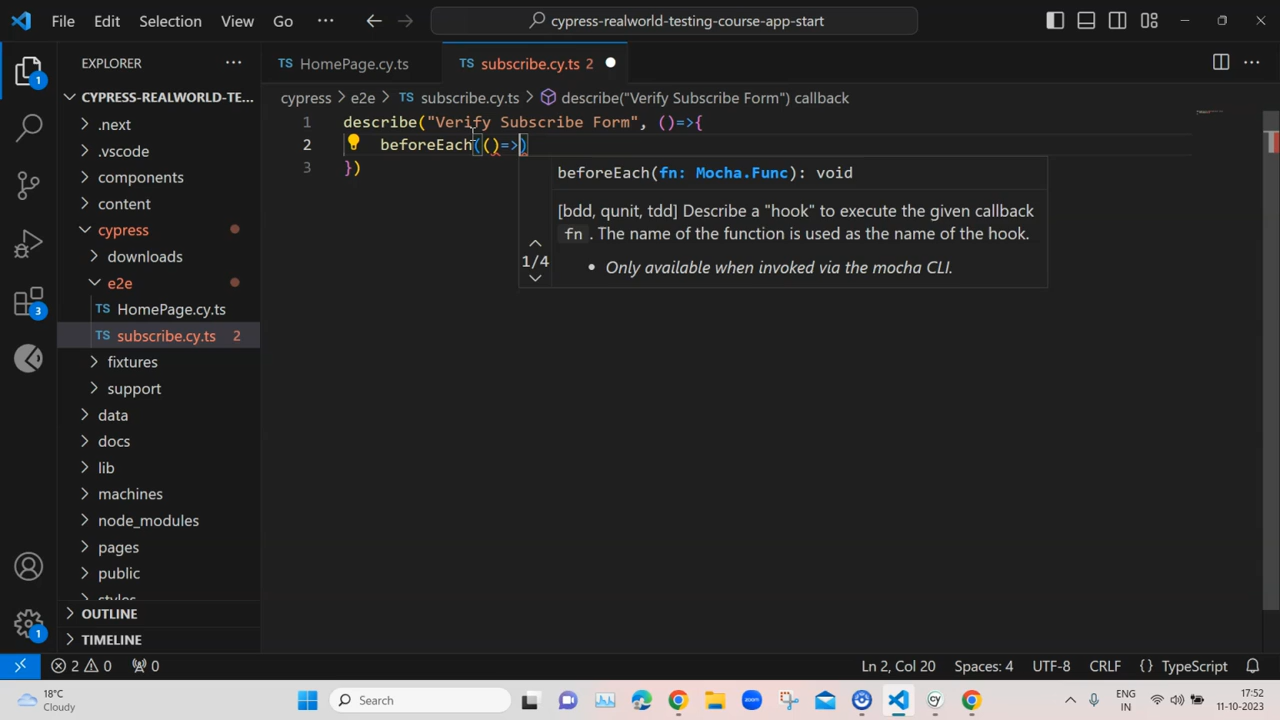 File Edit Selection View Go ··· cypress-realworld-testing-course-app-start
EXPLORER ··· TS HomePage.cy.ts TS subscribe.cy.ts 2
CYPRESS-REALWORLD-TE... cypress > e2e > TS subscribe.cy.ts > describe("Verify Subscribe Form") callback
.next
.vscode
components
content
cypress
downloads
e2e
TS HomePage.cy.ts
TS subscribe.cy.ts 2
fixtures
support
data
docs
lib
machines
node_modules
pages
public
styles
OUTLINE
TIMELINE
1
3
1
1 describe("Verify Subscribe Form", ()=>{
2 beforeEach(()=>)
3 })
beforeEach(fn: Mocha.Func): void
[bdd, qunit, tdd] Describe a "hook" to execute the given callback
fn . The name of the function is used as the name of the hook.
1/4
• Only available when invoked via the mocha CLI.
2 0 0 Ln 2, Col 20 Spaces: 4 UTF-8 CRLF {} TypeScript
18°C
Cloudy
Search
ENG
IN
17:52
11-10-2023